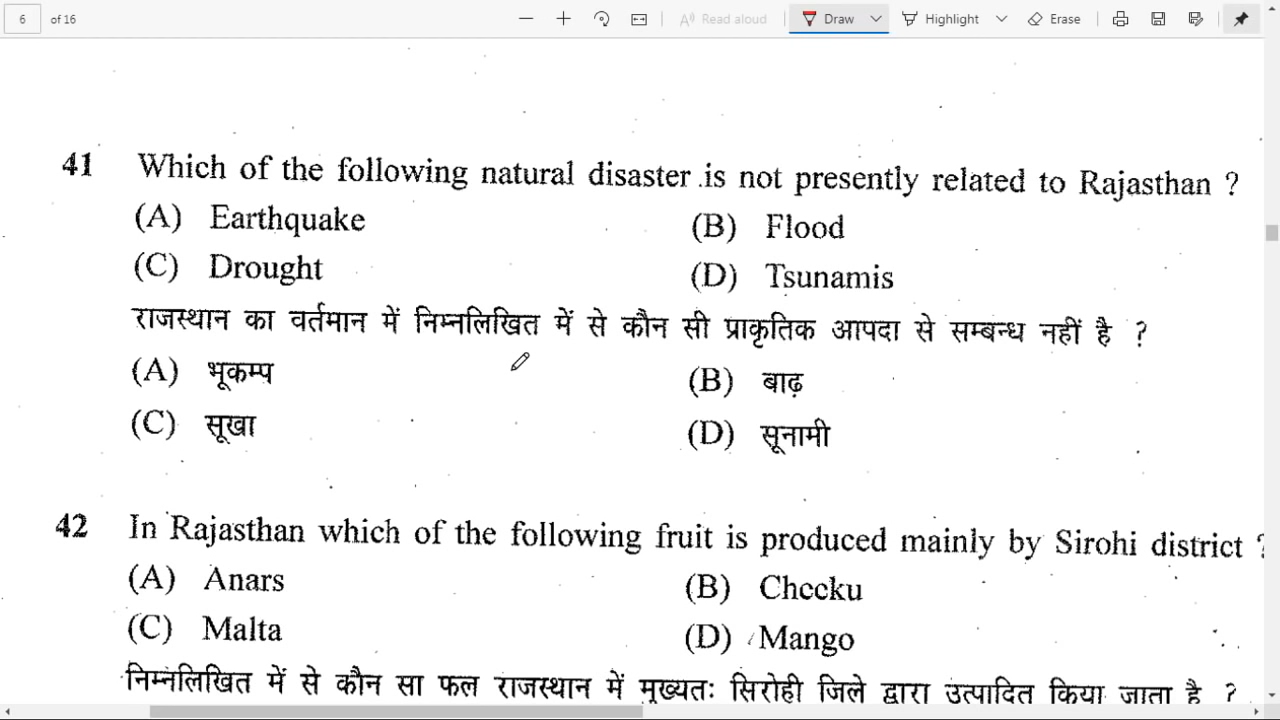 6 of 16 Read aloud Draw Highlight Erase
41 Which of the following natural disaster is not presently related to Rajasthan ?
(A) Earthquake (B) Flood
(C) Drought (D) Tsunamis
राजस्थान का वर्तमान में निम्नलिखित में से कौन सी प्राकृतिक आपदा से सम्बन्ध नहीं है ?
(A) भूकम्प (B) बाढ़
(C) सूखा (D) सूनामी
42 In Rajasthan which of the following fruit is produced mainly by Sirohi district ?
(A) Anars (B) Checku
(C) Malta (D) Mango
निम्नलिखित में से कौन सा फल राजस्थान में मुख्यतः सिरोही जिले द्वारा उत्पादित किया जाता है ?